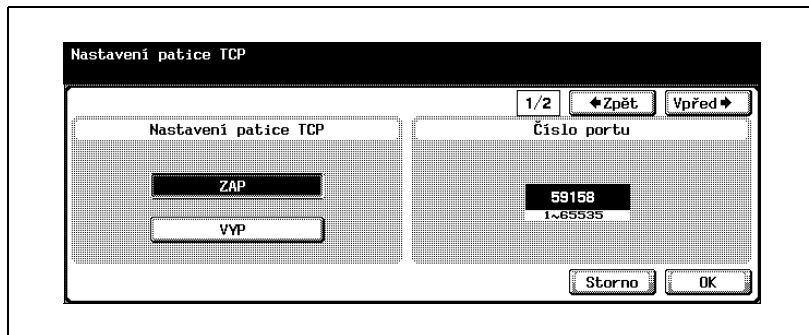 Nastavení patice TCP
1/2 🡄Zpět Vpřed🡆
Nastavení patice TCP
Číslo portu
ZAP
VYP
59158
1~65535
Storno OK